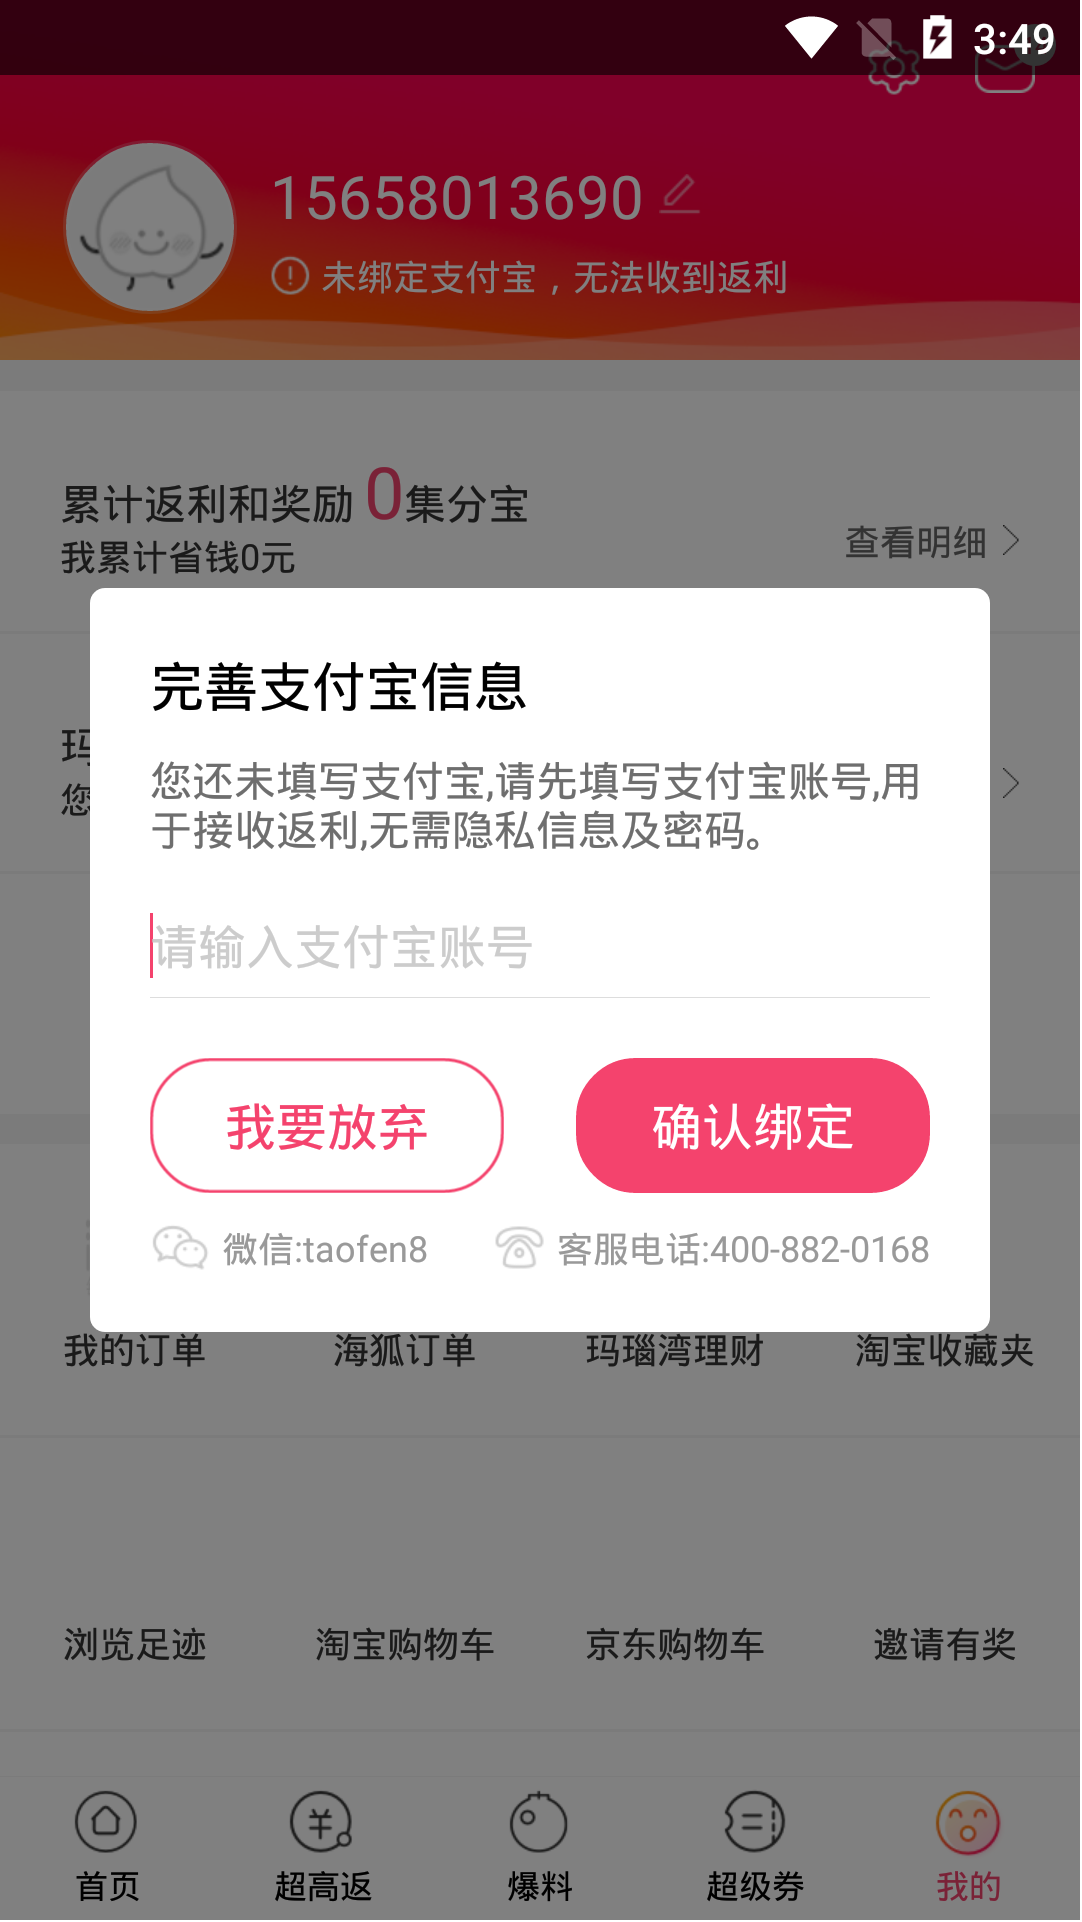 3:49
15658013690
未绑定支付宝，无法收到返利
累计返利和奖励 0集分宝
我累计省钱0元
查看明细
玛
您
完善支付宝信息
您还未填写支付宝,请先填写支付宝账号,用
于接收返利,无需隐私信息及密码。
请输入支付宝账号
我要放弃 确认绑定
微信:taofen8 客服电话:400-882-0168
我的订单 海狐订单 玛瑙湾理财 淘宝收藏夹
浏览足迹 淘宝购物车 京东购物车 邀请有奖
首页 超高返 爆料 超级券 我的